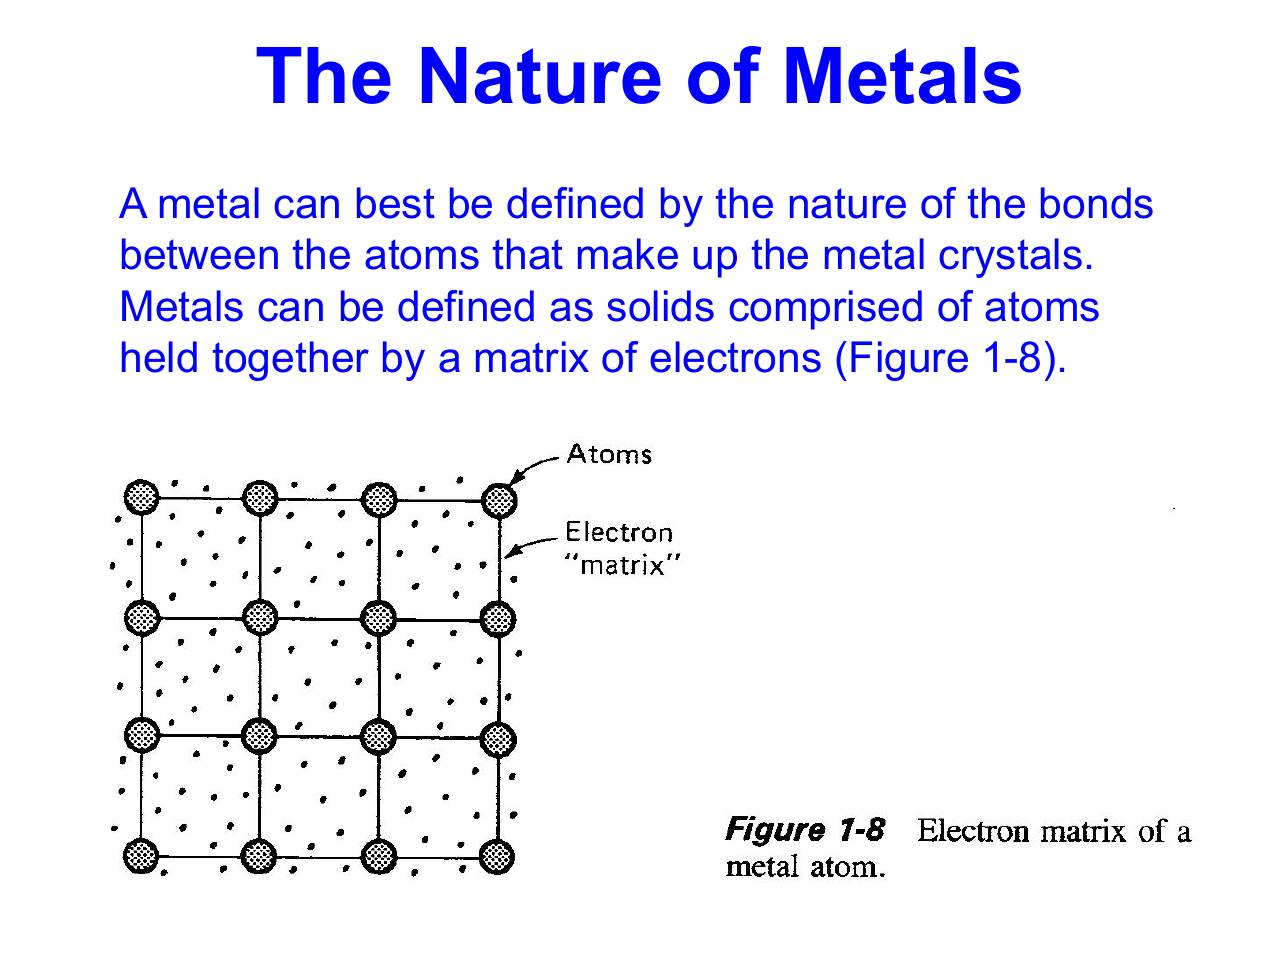 The Nature of Metals
A metal can best be defined by the nature of the bonds
between the atoms that make up the metal crystals.
Metals can be defined as solids comprised of atoms
held together by a matrix of electrons (Figure 1-8).
Atoms
Electron
“matrix”
Figure 1-8 Electron matrix of a
metal atom.